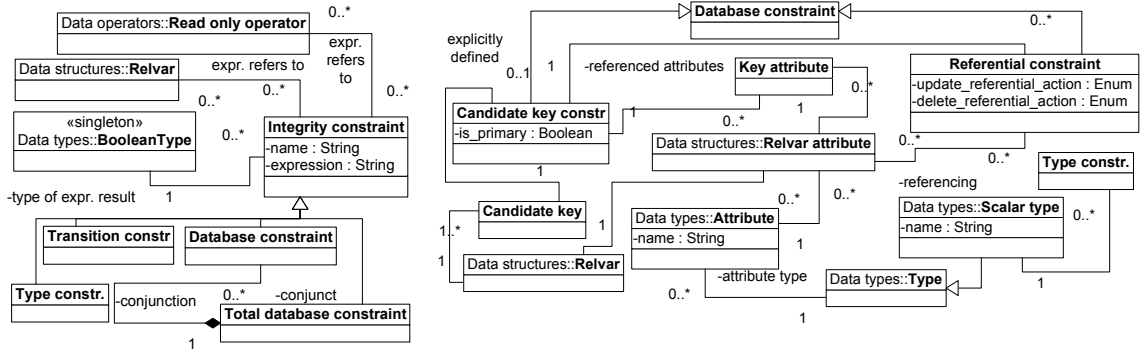 Data operators::Read only operator
0..*
expr.
refers
to
Data structures::Relvar
expr. refers to
0..*
0..*
0..*
«singleton»
Data types::BooleanType
0..*
Integrity constraint
-name : String
-expression : String
-type of expr. result
1
Transition constr
Database constraint
Type constr.
-conjunction
0..*
-conjunct
Total database constraint
1
Database constraint
0..*
explicitly
defined
0..1
1
-referenced attributes
Key attribute
0..*
Referential constraint
-update_referential_action : Enum
-delete_referential_action : Enum
Candidate key constr
-is_primary : Boolean
1
0..*
1
0..*
Data structures::Relvar attribute
0..*
Type constr.
1
-referencing
Candidate key
0..*
0..*
Data types::Attribute
-name : String
Data types::Scalar type
-name : String
0..*
1..*
1
1
1
Data structures::Relvar
-attribute type
Data types::Type
1
0..*
1